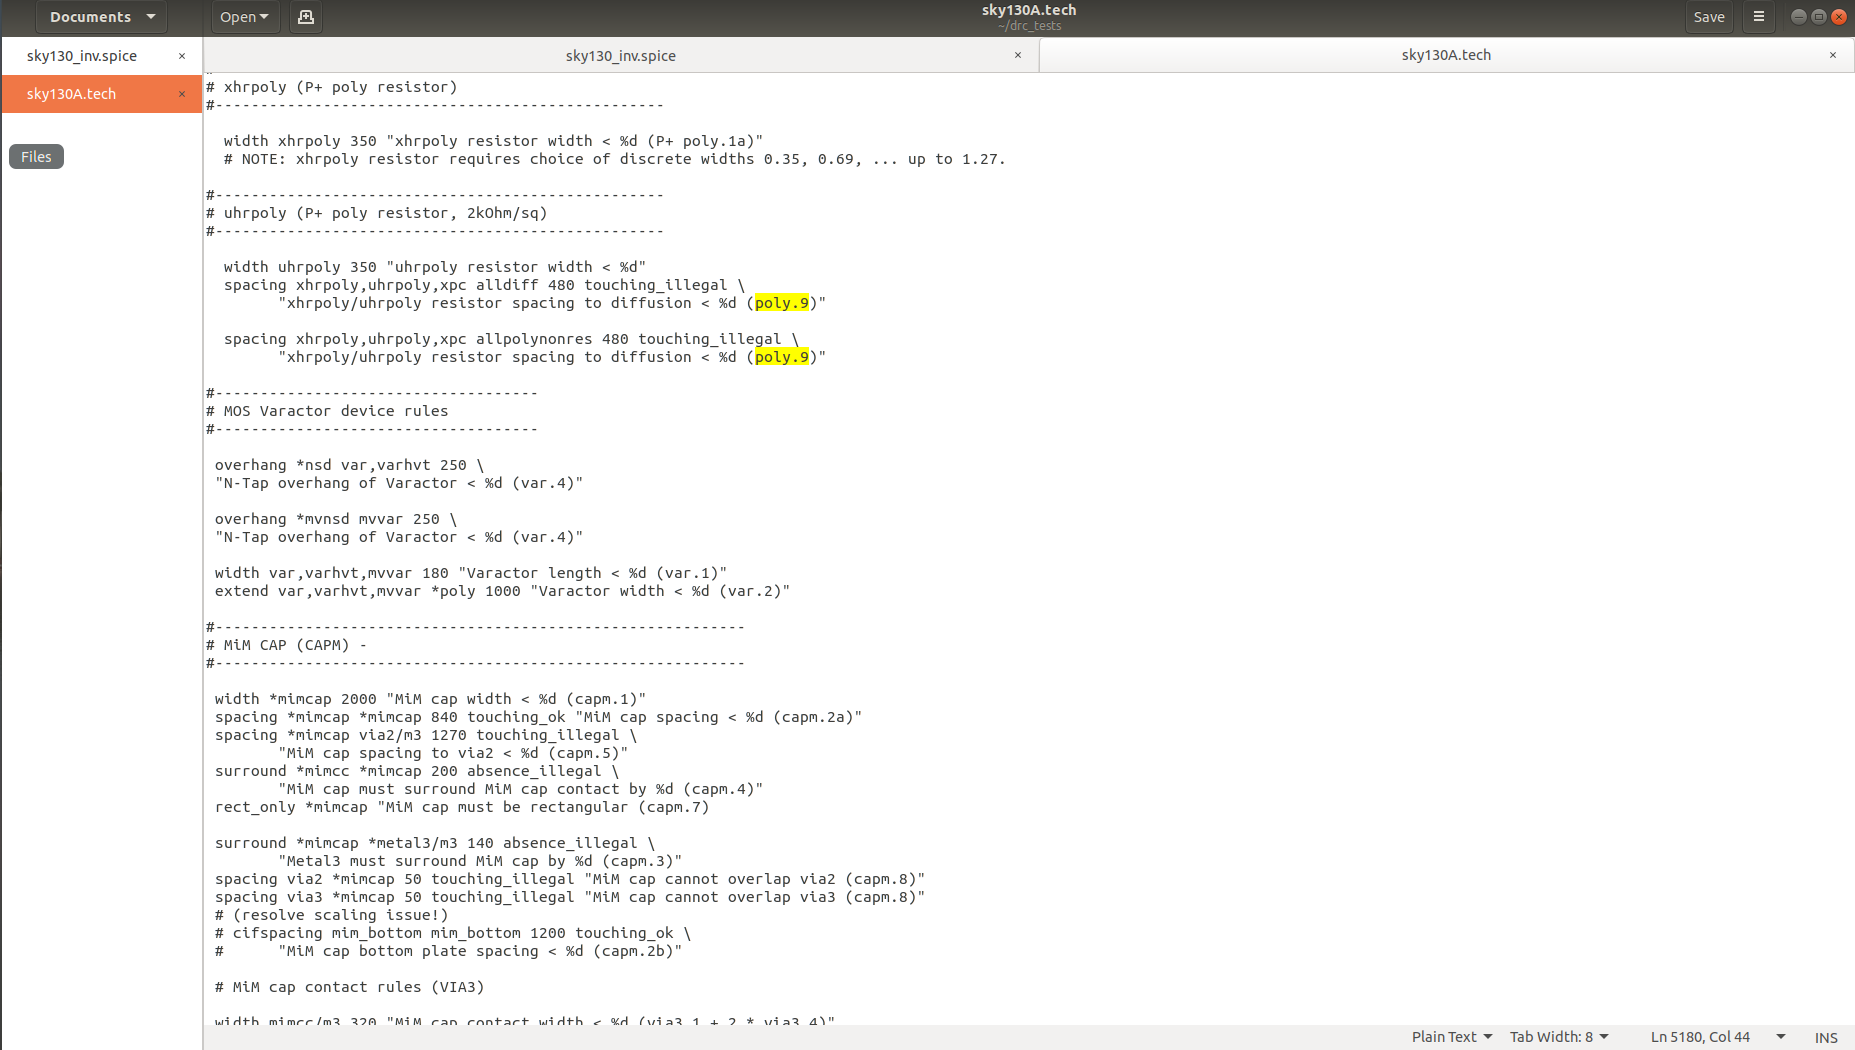 Documents
Open
sky130A.tech
~/drc_tests
Save
sky130_inv.spice ×
sky130A.tech ×
Files
sky130_inv.spice ×
sky130A.tech ×
#
# xhrpoly (P+ poly resistor)
#--------------------------------------------------
width xhrpoly 350 "xhrpoly resistor width < %d (P+ poly.1a)"
# NOTE: xhrpoly resistor requires choice of discrete widths 0.35, 0.69, ... up to 1.27.
#--------------------------------------------------
# uhrpoly (P+ poly resistor, 2kOhm/sq)
#--------------------------------------------------
width uhrpoly 350 "uhrpoly resistor width < %d"
spacing xhrpoly,uhrpoly,xpc alldiff 480 touching_illegal \
"xhrpoly/uhrpoly resistor spacing to diffusion < %d (poly.9)"
spacing xhrpoly,uhrpoly,xpc allpolynonres 480 touching_illegal \
"xhrpoly/uhrpoly resistor spacing to diffusion < %d (poly.9)"
#------------------------------------
# MOS Varactor device rules
#------------------------------------
overhang *nsd var,varhvt 250 \
"N-Tap overhang of Varactor < %d (var.4)"
overhang *mvnsd mvvar 250 \
"N-Tap overhang of Varactor < %d (var.4)"
width var,varhvt,mvvar 180 "Varactor length < %d (var.1)"
extend var,varhvt,mvvar *poly 1000 "Varactor width < %d (var.2)"
#-----------------------------------------------------------
# MiM CAP (CAPM) -
#-----------------------------------------------------------
width *mimcap 2000 "MiM cap width < %d (capm.1)"
spacing *mimcap *mimcap 840 touching_ok "MiM cap spacing < %d (capm.2a)"
spacing *mimcap via2/m3 1270 touching_illegal \
"MiM cap spacing to via2 < %d (capm.5)"
surround *mimcc *mimcap 200 absence_illegal \
"MiM cap must surround MiM cap contact by %d (capm.4)"
rect_only *mimcap "MiM cap must be rectangular (capm.7)
surround *mimcap *metal3/m3 140 absence_illegal \
"Metal3 must surround MiM cap by %d (capm.3)"
spacing via2 *mimcap 50 touching_illegal "MiM cap cannot overlap via2 (capm.8)"
spacing via3 *mimcap 50 touching_illegal "MiM cap cannot overlap via3 (capm.8)"
# (resolve scaling issue!)
# cifspacing mim_bottom mim_bottom 1200 touching_ok \
# "MiM cap bottom plate spacing < %d (capm.2b)"
# MiM cap contact rules (VIA3)
width mimcc/m3 320 "MiM cap contact width < %d (via3.1 + 2 * via3.4)"
Plain Text Tab Width: 8 Ln 5180, Col 44 INS